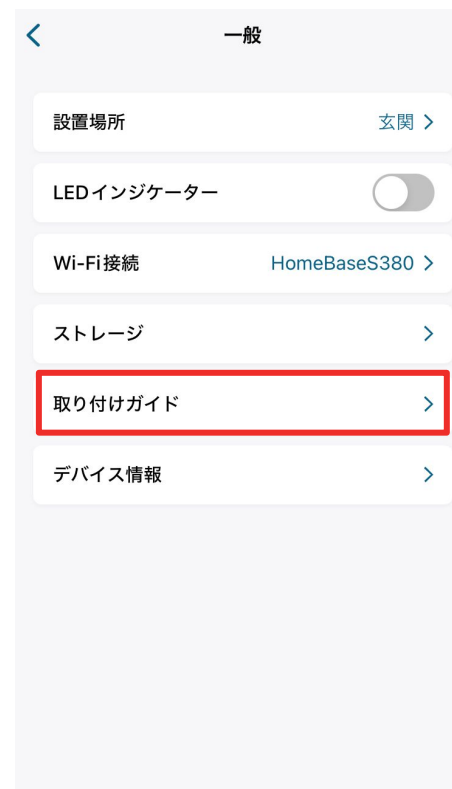 一般
設置場所 玄関
LEDインジケーター
Wi-Fi接続 HomeBaseS380
ストレージ
取り付けガイド
デバイス情報